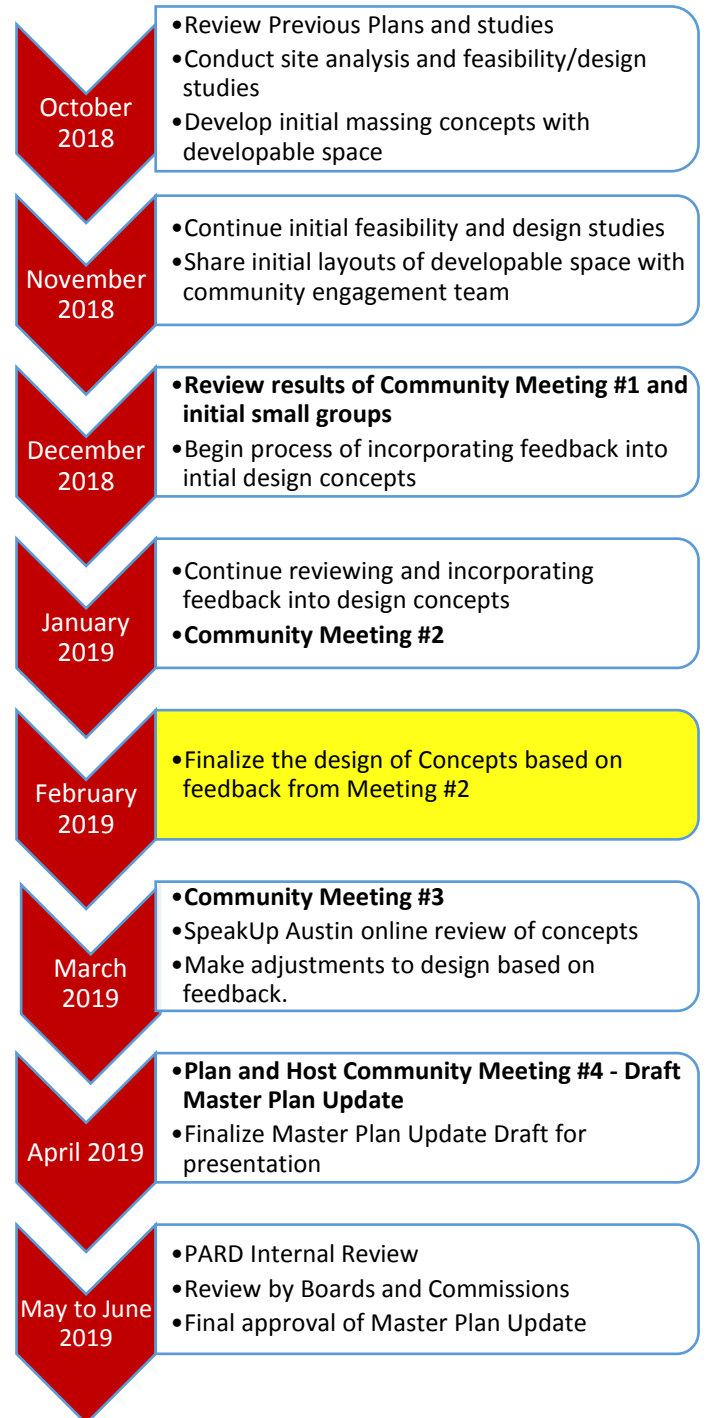 October
2018
•Review Previous Plans and studies
•Conduct site analysis and feasibility/design
studies
•Develop initial massing concepts with
developable space
November
2018
•Continue initial feasibility and design studies
•Share initial layouts of developable space with
community engagement team
December
2018
•Review results of Community Meeting #1 and
initial small groups
•Begin process of incorporating feedback into
intial design concepts
January
2019
•Continue reviewing and incorporating
feedback into design concepts
•Community Meeting #2
February
2019
•Finalize the design of Concepts based on
feedback from Meeting #2
March
2019
•Community Meeting #3
•SpeakUp Austin online review of concepts
•Make adjustments to design based on
feedback.
April 2019
•Plan and Host Community Meeting #4 - Draft
Master Plan Update
•Finalize Master Plan Update Draft for
presentation
May to June
2019
•PARD Internal Review
•Review by Boards and Commissions
•Final approval of Master Plan Update